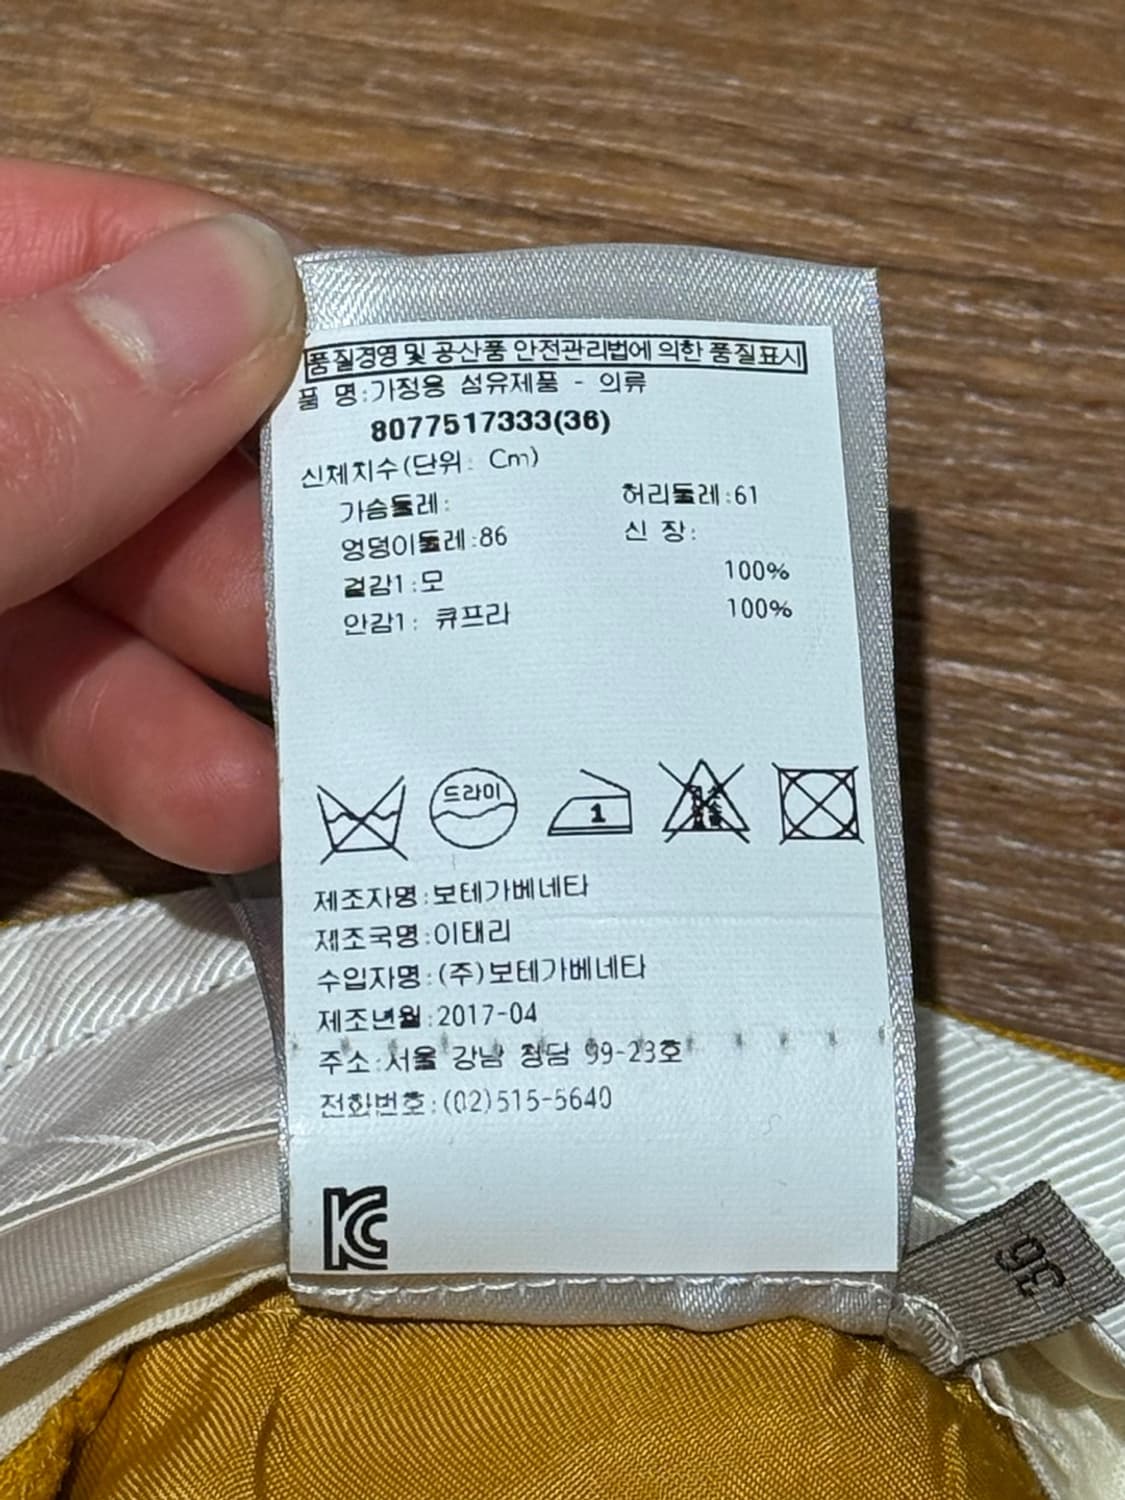 품질경영 및 공산품 안전관리법에 의한 품질표시
품 명:가정용 섬유제품 - 의류
8077517333(36)
신체치수(단위: Cm)
가슴둘레: 허리둘레:61
엉덩이둘레:86 신 장:
겉감1:모 100%
안감1: 큐프라 100%
드라이
1
제조자명:보테가베네타
제조국명:이태리
수입자명:(주)보테가베네타
제조년월:2017-04
주소:서울 강남 청담 99-23호
전화번호:(02)515-5640
KC
36